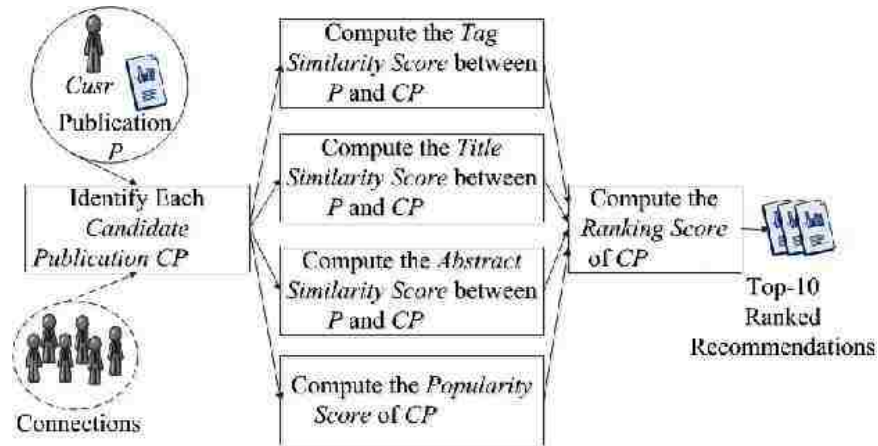 Cusr
Publication
P
Identify Each
Candidate
Publication CP
Connections
Compute the Tag
Similarity Score between
P and CP
Compute the Title
Similarity Score between
P and CP
Compute the Abstract
Similarity Score between
P and CP
Compute the Popularity
Score of CP
Compute the
Ranking Score
of CP
Top-10
Ranked
Recommendations